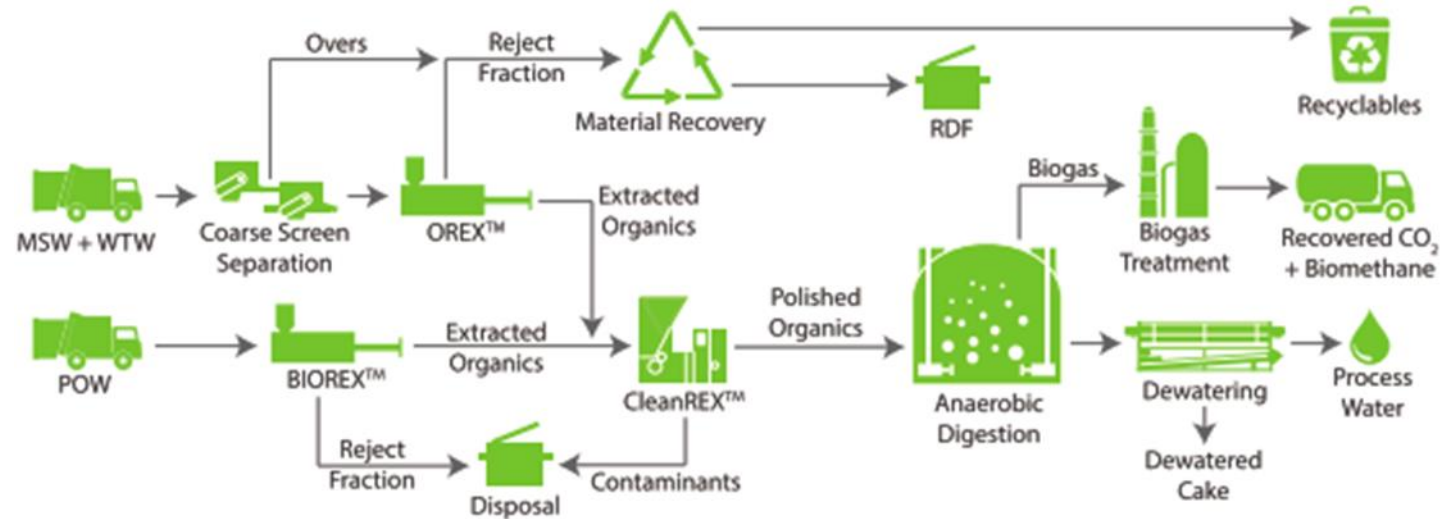 Overs
Reject
Fraction
Material Recovery
RDF
Recyclables
MSW + WTW
Coarse Screen
Separation
OREX™
Extracted
Organics
Biogas
Biogas
Treatment
Recovered CO₂
+ Biomethane
POW
BIOREX™
Extracted
Organics
CleanREX™
Polished
Organics
Anaerobic
Digestion
Dewatering
Process
Water
Reject
Fraction
Disposal
Contaminants
Dewatered
Cake